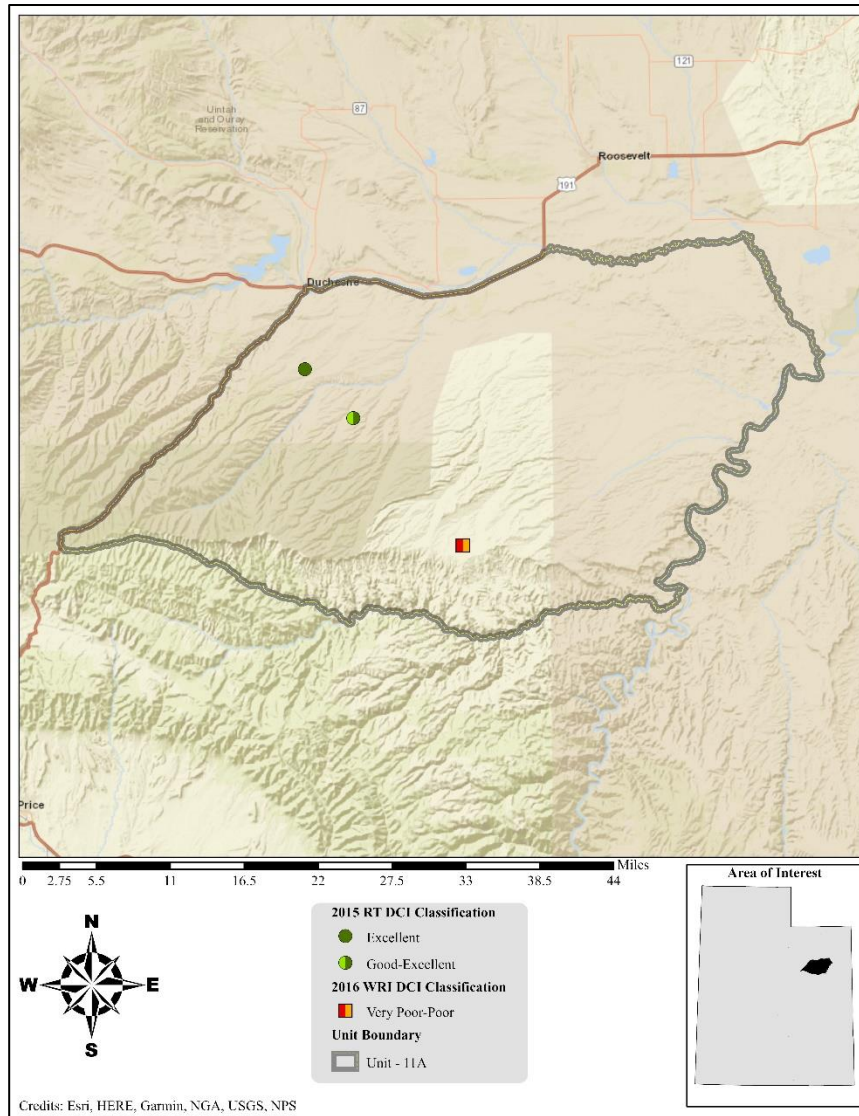 121
87
Uintah
and Ouray
Reservation
Roosevelt
191
Duchesne
Price
Miles
0 2.75 5.5 11 16.5 22 27.5 33 38.5 44
Area of Interest
N
W E
S
2015 RT DCI Classification
Excellent
Good-Excellent
2016 WRI DCI Classification
Very Poor-Poor
Unit Boundary
Unit - 11A
Credits: Esri, HERE, Garmin, NGA, USGS, NPS